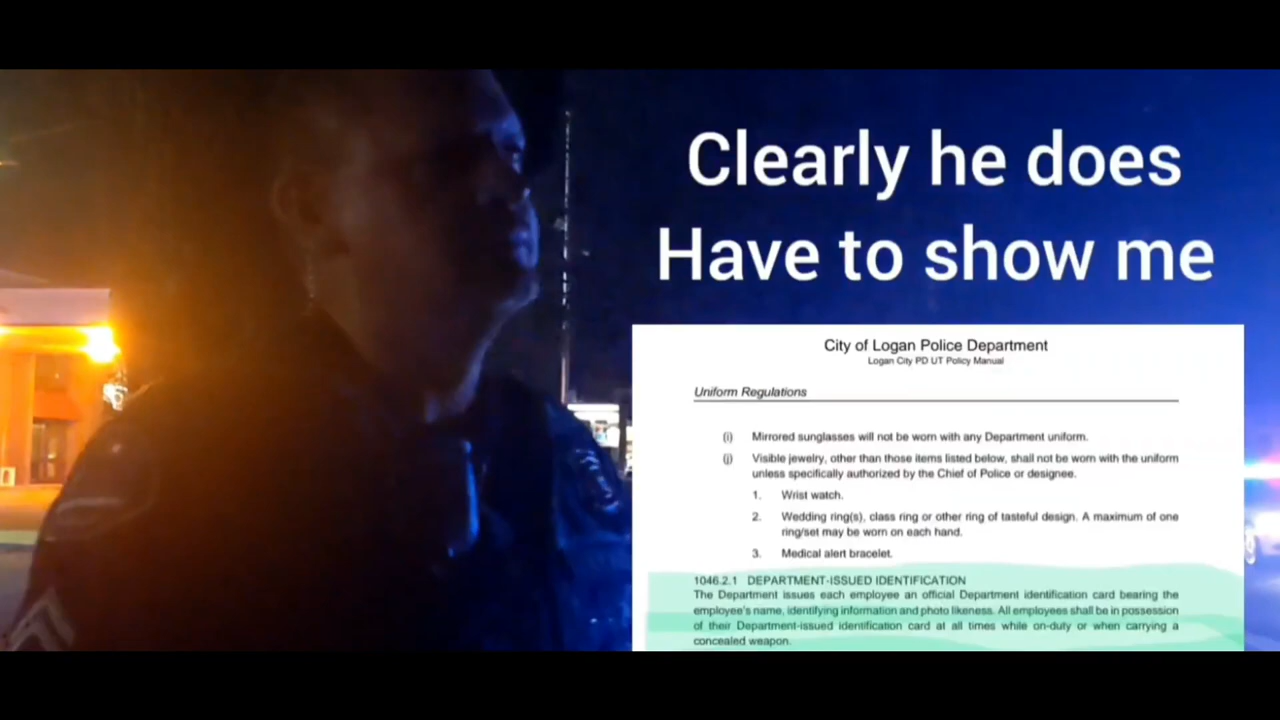 Clearly he does
Have to show me
City of Logan Police Department
Logan City PD UT Policy Manual
Uniform Regulations
(i) Mirrored sunglasses will not be worn with any Department uniform.
(j) Visible jewelry, other than those items listed below, shall not be worn with the uniform
unless specifically authorized by the Chief of Police or designee.
1. Wrist watch.
2. Wedding ring(s), class ring or other ring of tasteful design. A maximum of one
ring/set may be worn on each hand.
3. Medical alert bracelet.
1046.2.1 DEPARTMENT-ISSUED IDENTIFICATION
The Department issues each employee an official Department identification card bearing the
employee's name, identifying information and photo likeness. All employees shall be in possession
of their Department-issued identification card at all times while on-duty or when carrying a
concealed weapon.